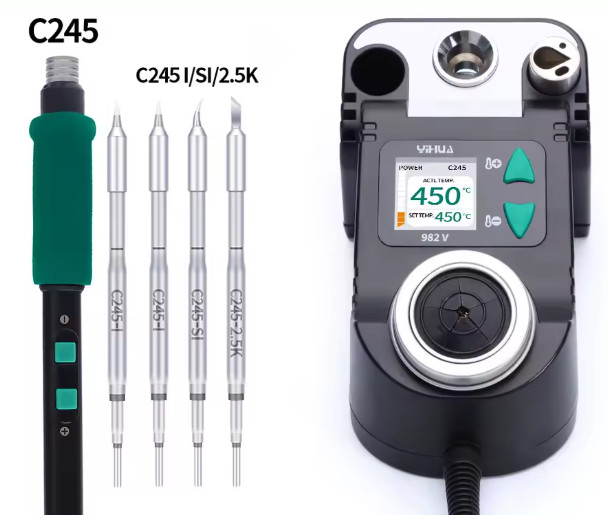 C245
C245 I/SI/2.5K
C245-I
C245-I
C245-SI
C245-2.5K
YIHUA
POWER C245
ACTL TEMP.
450°C
SET TEMP. 450°C
982 V